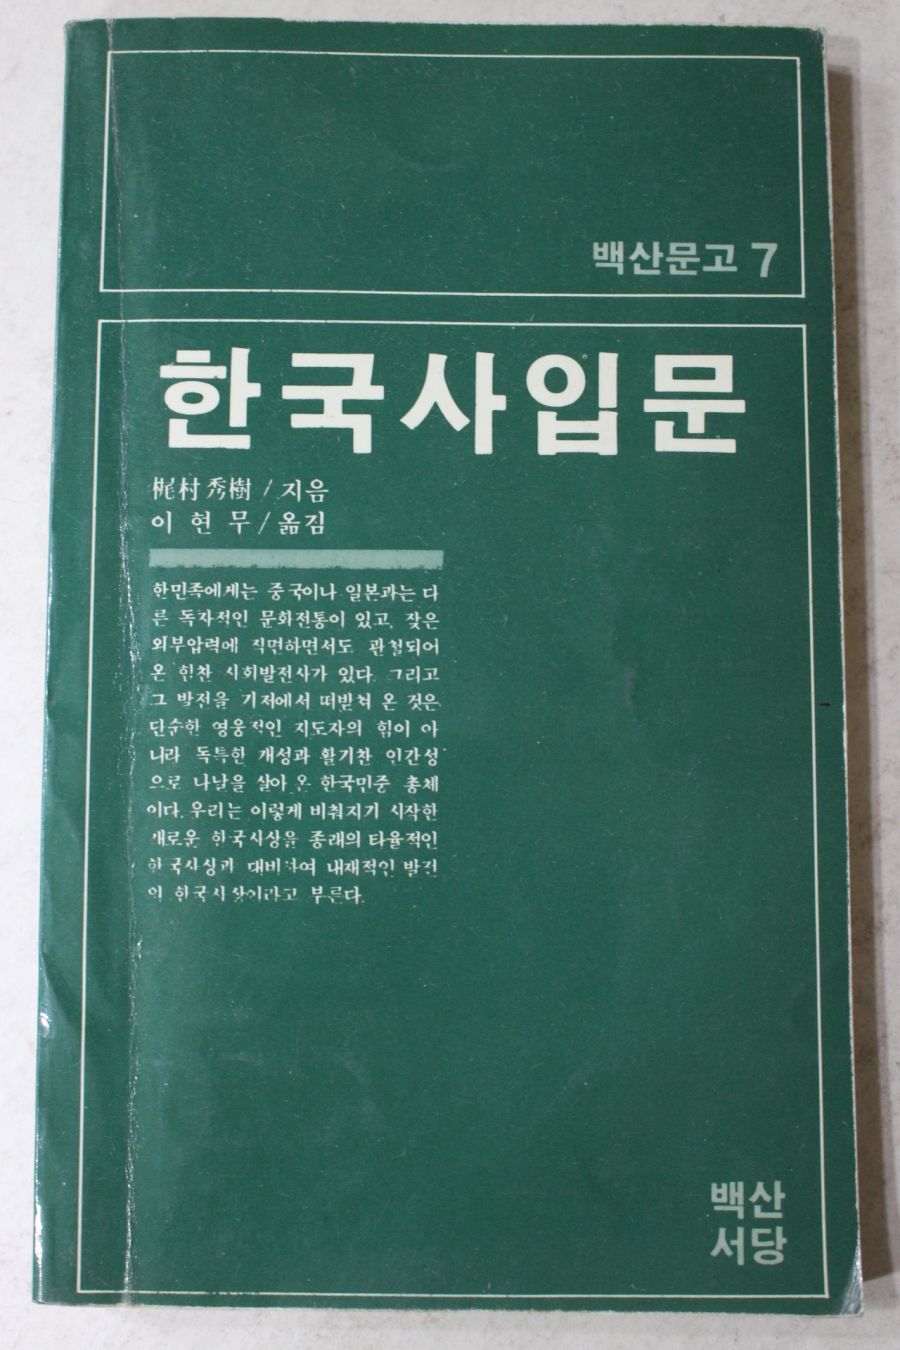 백산문고 7
한국사입문
梶村秀樹 / 지음
이현무 / 옮김
한민족에게는 중국이나 일본과는 다
른 독자적인 문화전통이 있고, 잦은
외부압력에 직면하면서도 관철되어
온 힘찬 사회발전사가 있다. 그리고
그 발전을 기저에서 떠받쳐 온 것은
단순한 영웅적인 지도자의 힘이 아
니라 독특한 개성과 활기찬 인간성
으로 나날을 살아 온 한국민중 총체
이다. 우리는 이렇게 비춰지기 시작한
새로운 한국사상을 종래의 타율적인
한국사상과 대비하여 내재적인 발전
의 한국사상이라고 부른다.
백산
서당